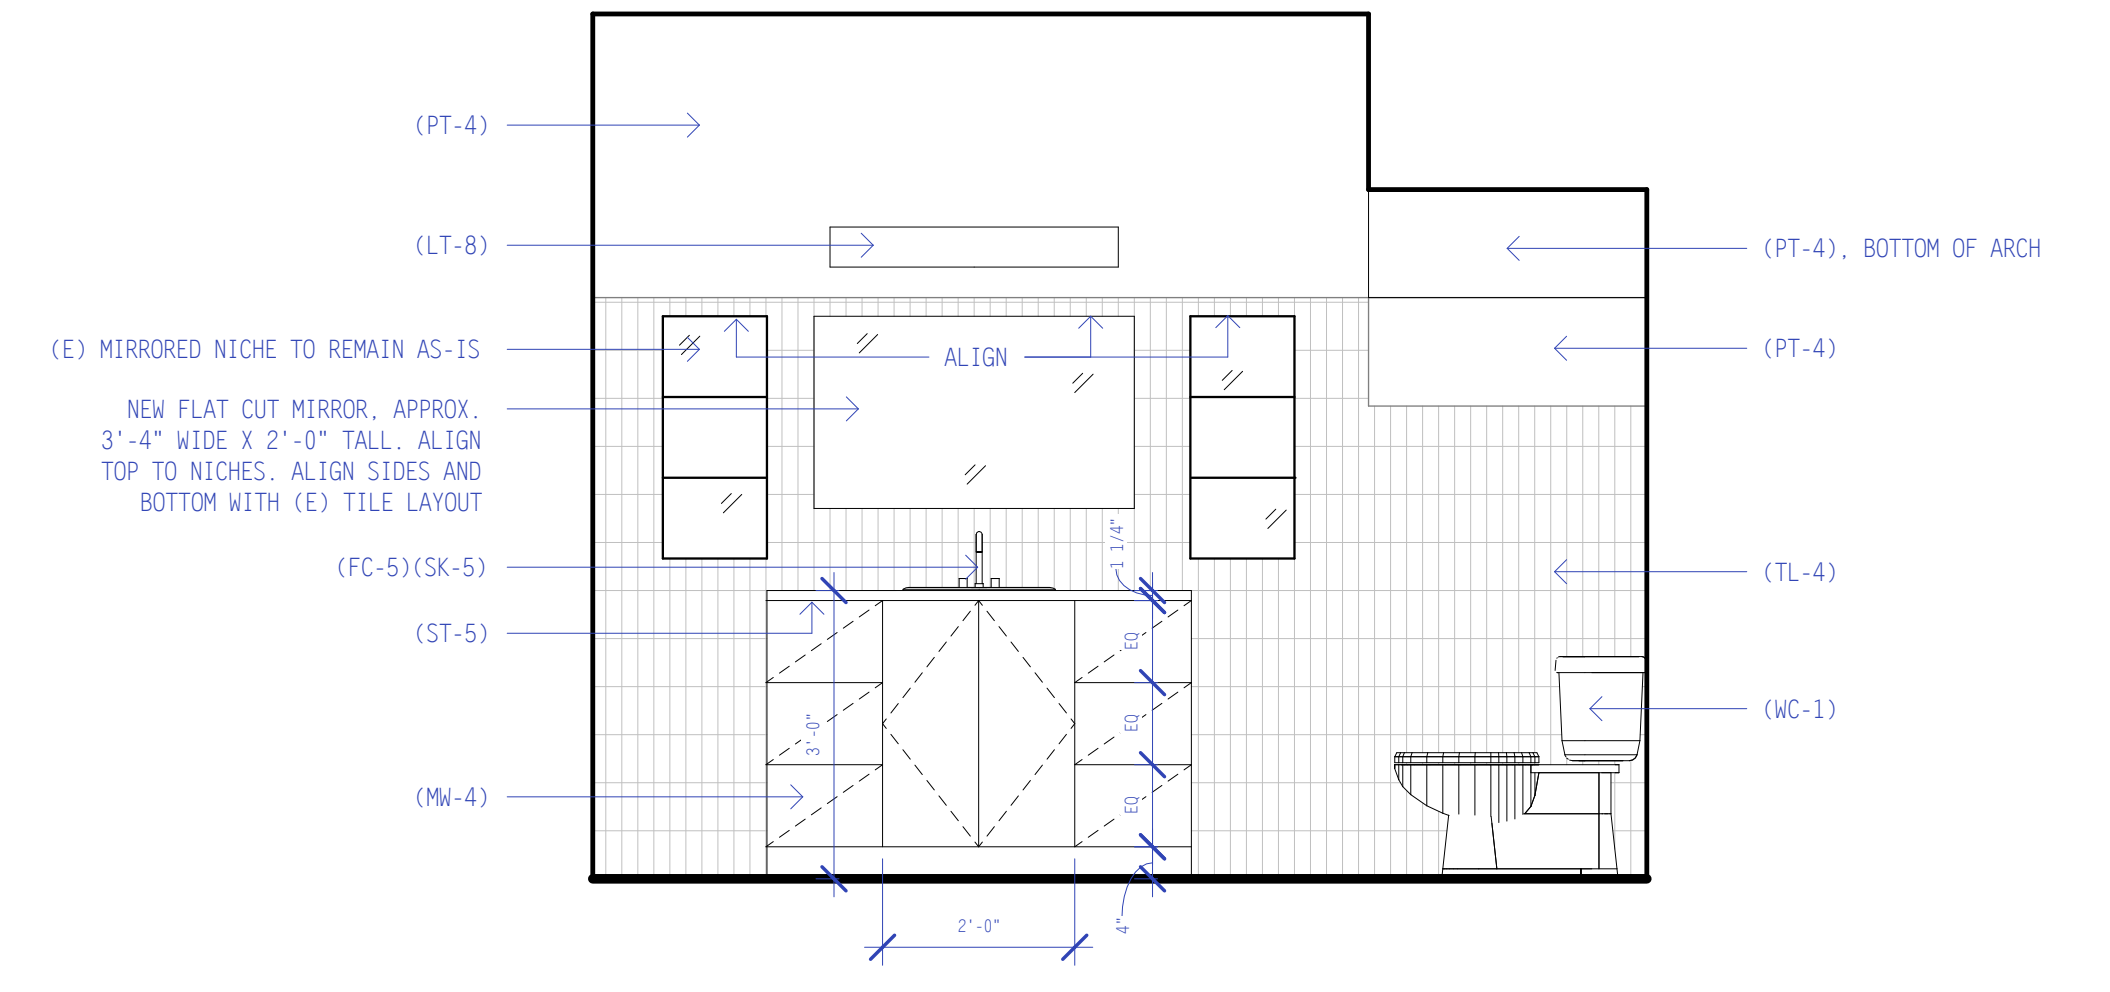 (PT-4)
(LT-8)
(PT-4), BOTTOM OF ARCH
(E) MIRRORED NICHE TO REMAIN AS-IS
ALIGN
(PT-4)
NEW FLAT CUT MIRROR, APPROX.
3'-4" WIDE X 2'-0" TALL. ALIGN
TOP TO NICHES. ALIGN SIDES AND
BOTTOM WITH (E) TILE LAYOUT
1 1/4"
(FC-5)(SK-5)
(TL-4)
(ST-5)
EQ
(WC-1)
3'-0"
EQ
(MW-4)
EQ
2'-0"
4"